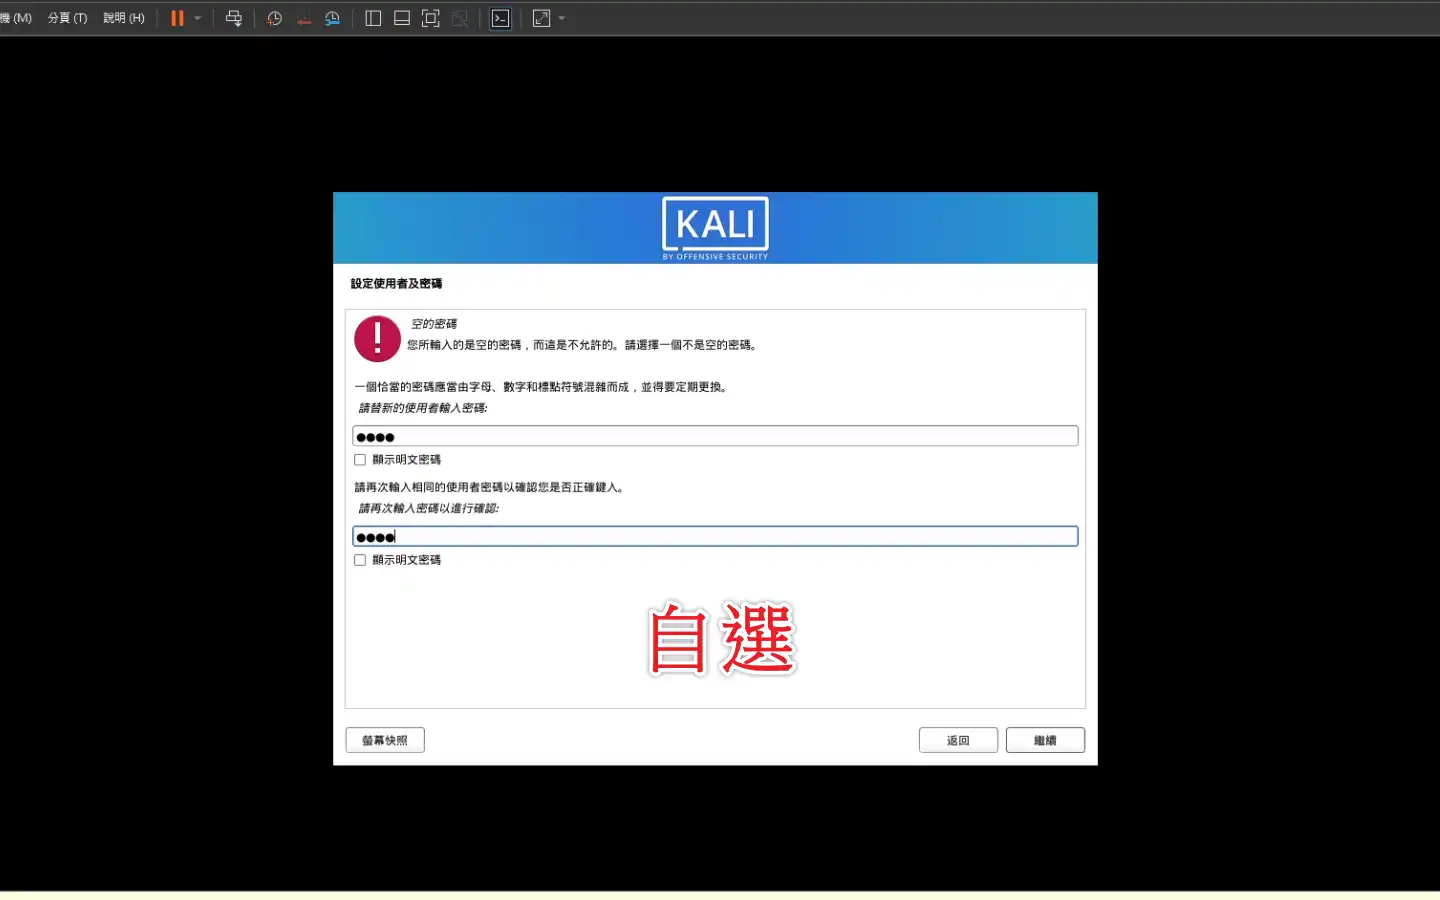 機 (M) 分頁 (T) 說明 (H)
KALI
BY OFFENSIVE SECURITY
設定使用者及密碼
空的密碼
您所輸入的是空的密碼，而這是不允許的。請選擇一個不是空的密碼。
一個恰當的密碼應當由字母、數字和標點符號混雜而成，並得要定期更換。
請替新的使用者輸入密碼:
顯示明文密碼
請再次輸入相同的使用者密碼以確認您是否正確鍵入。
請再次輸入密碼以進行確認:
顯示明文密碼
自選
螢幕快照 返回 繼續